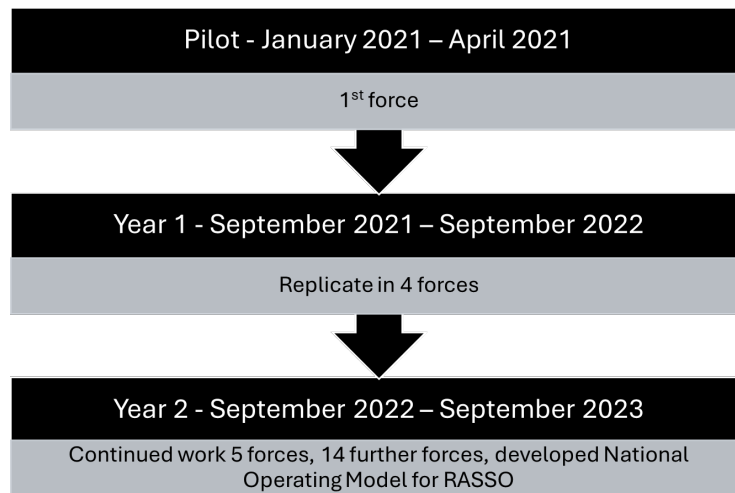 Pilot - January 2021 – April 2021
1st force
Year 1 - September 2021 – September 2022
Replicate in 4 forces
Year 2 - September 2022 – September 2023
Continued work 5 forces, 14 further forces, developed National
Operating Model for RASSO